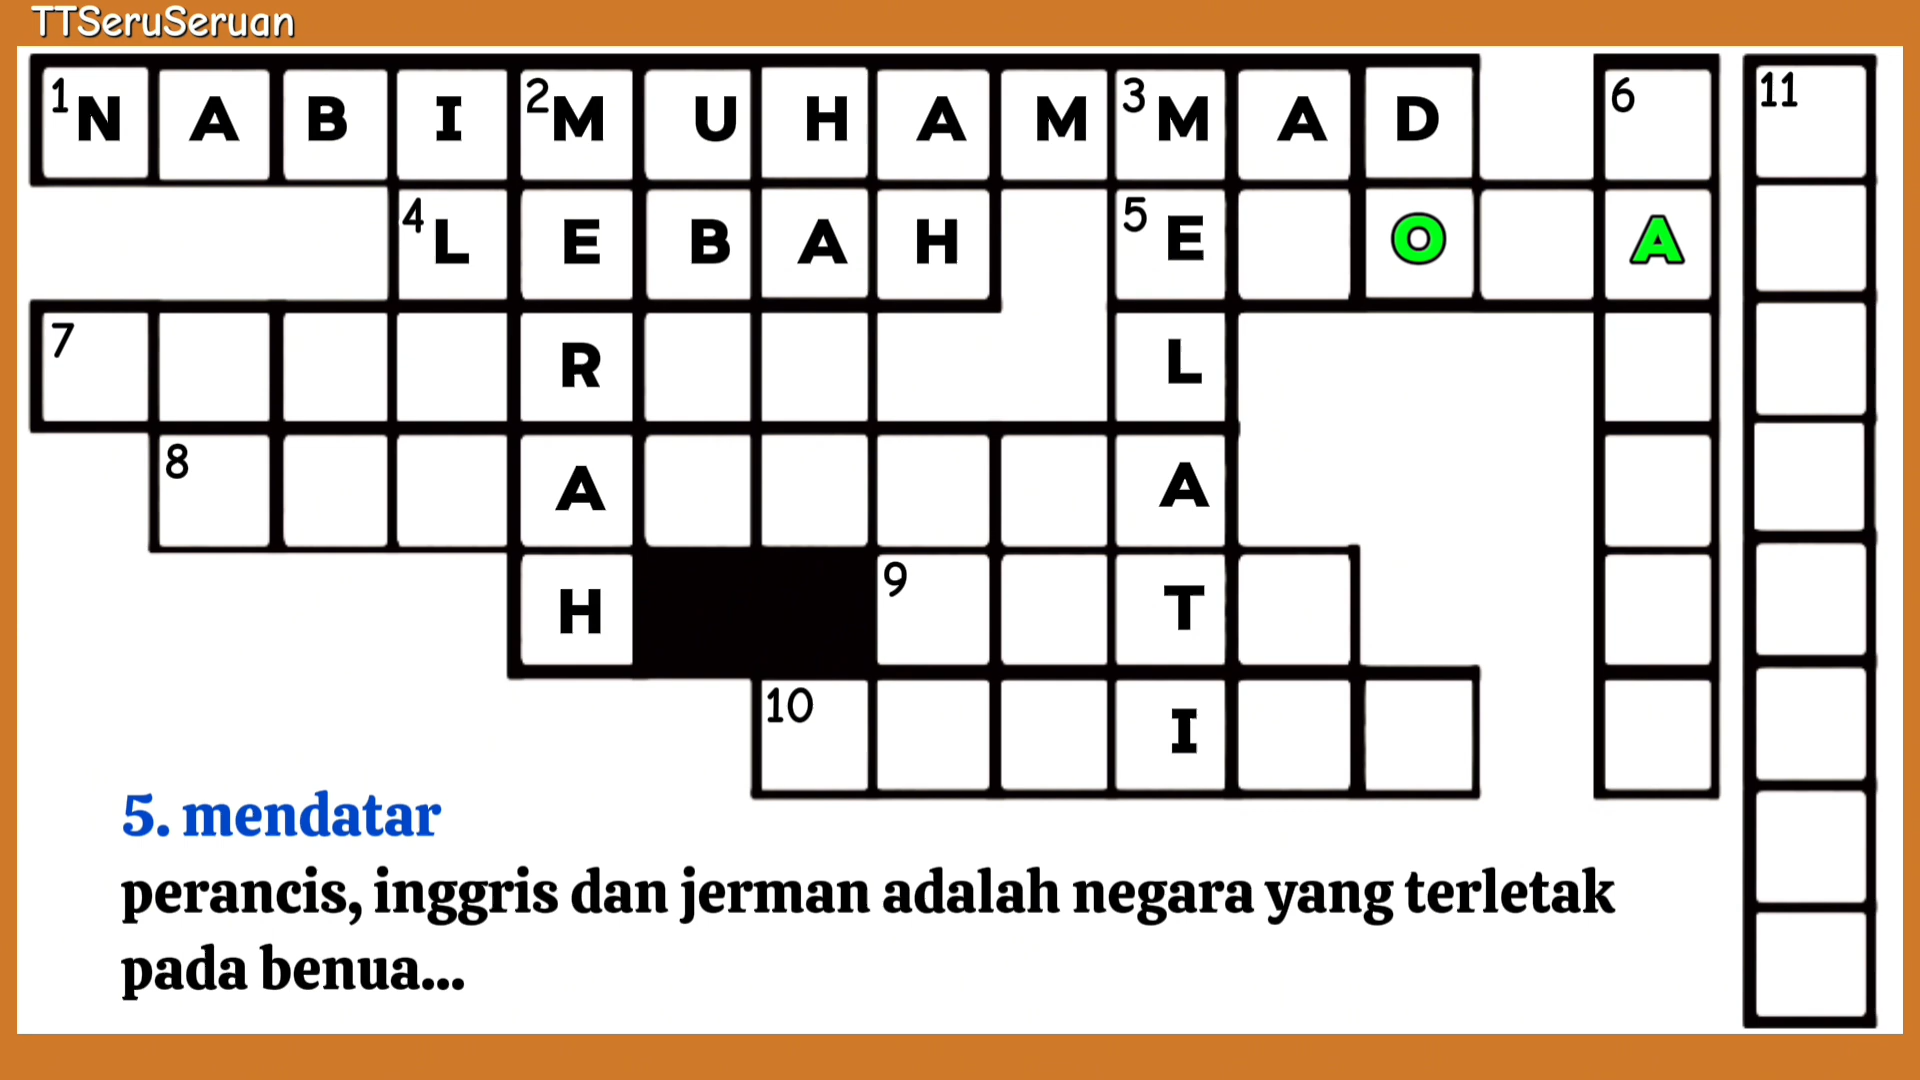 TTSeruSeruan
1 N A B I 2 M U H A M 3 M A D 6 11
4 L E B A H 5 E O A
7 R L
8 A A
H 9 T
10 I
5. mendatar
perancis, inggris dan jerman adalah negara yang terletak
pada benua...